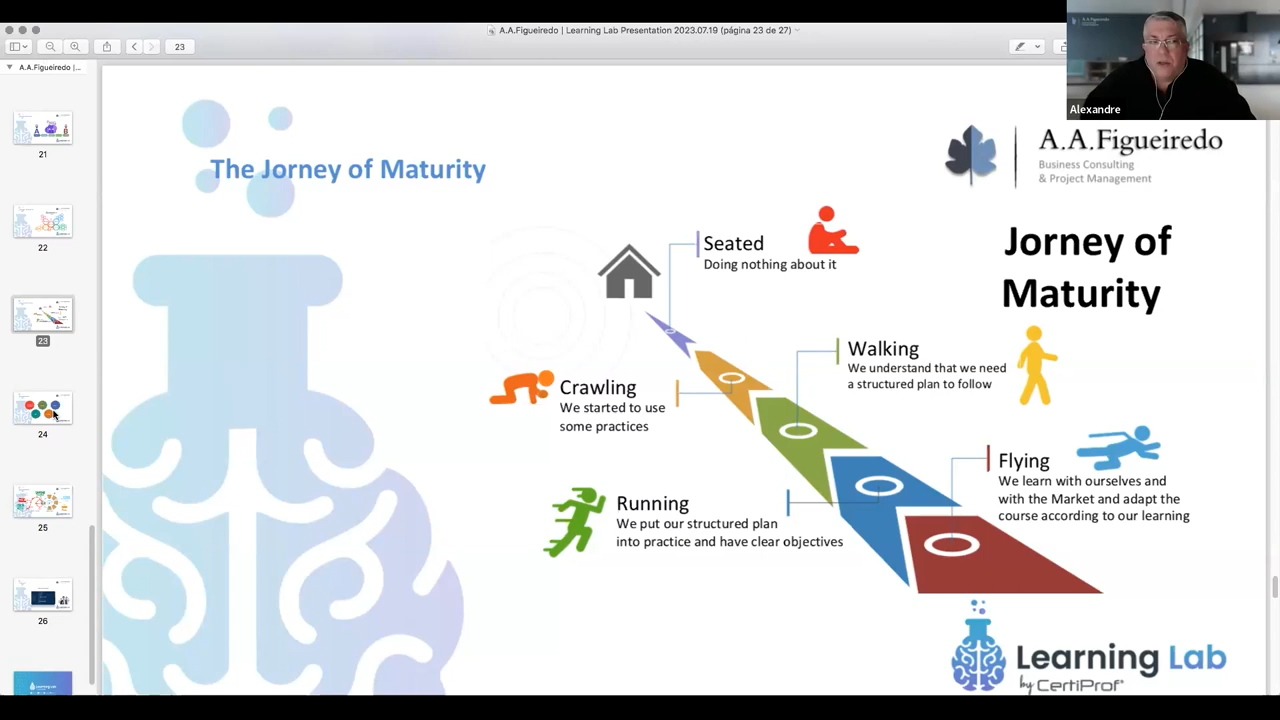 A.A.Figueiredo | Learning Lab Presentation 2023.07.19 (página 23 de 27)
23
Alexandre
A.A.Figueiredo |...
21
22
23
24
25
26
The Jorney of Maturity
A.A.Figueiredo
Business Consulting
& Project Management
Jorney of
Maturity
Seated
Doing nothing about it
Walking
We understand that we need
a structured plan to follow
Crawling
We started to use
some practices
Flying
We learn with ourselves and
with the Market and adapt the
course according to our learning
Running
We put our structured plan
into practice and have clear objectives
Learning Lab
by CertiProf®